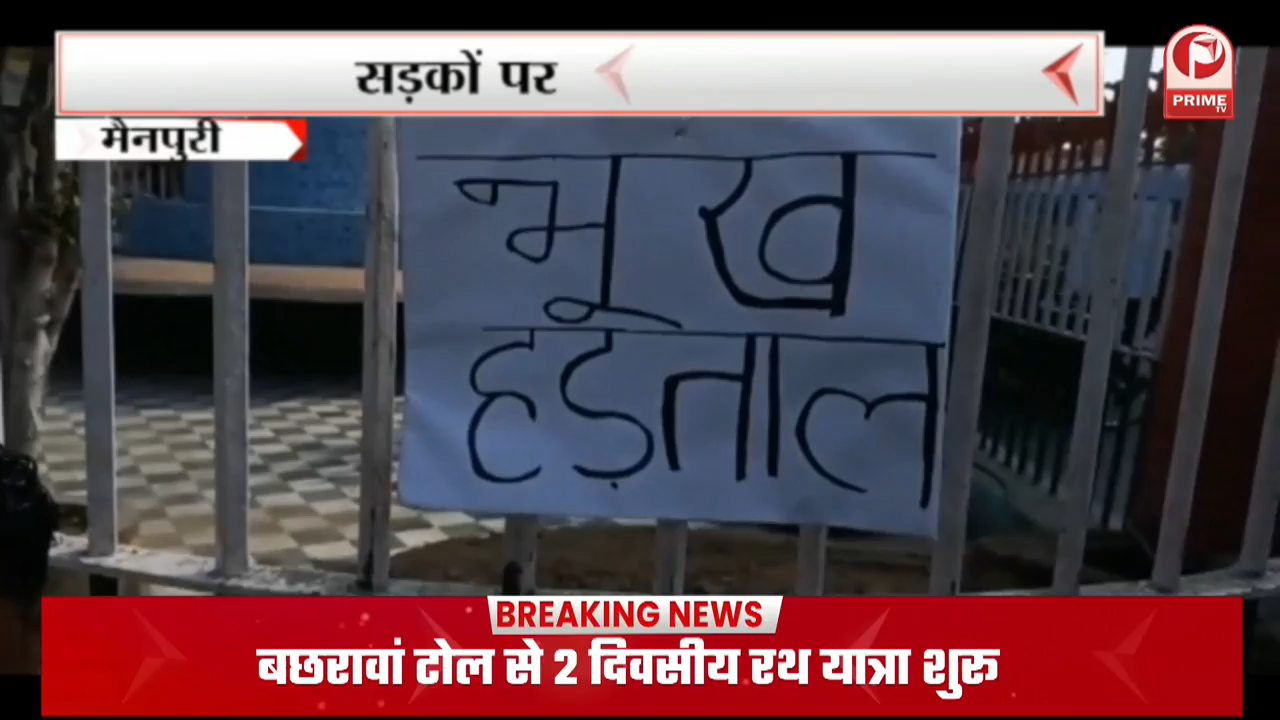 सड़कों पर
PRIME
TV
मैनपुरी
भूख
हड़ताल
BREAKING NEWS
बछरावां टोल से 2 दिवसीय रथ यात्रा शुरू